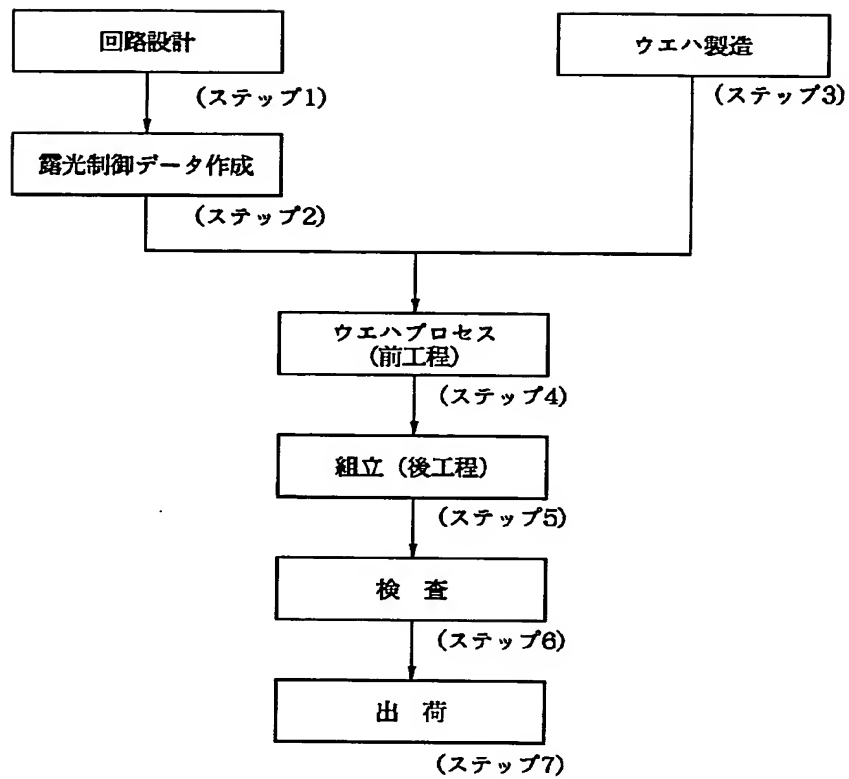 回路設計
(ステップ1)
露光制御データ作成
(ステップ2)
ウエハ製造
(ステップ3)
ウエハプロセス
(前工程)
(ステップ4)
組立(後工程)
(ステップ5)
検 査
(ステップ6)
出 荷
(ステップ7)